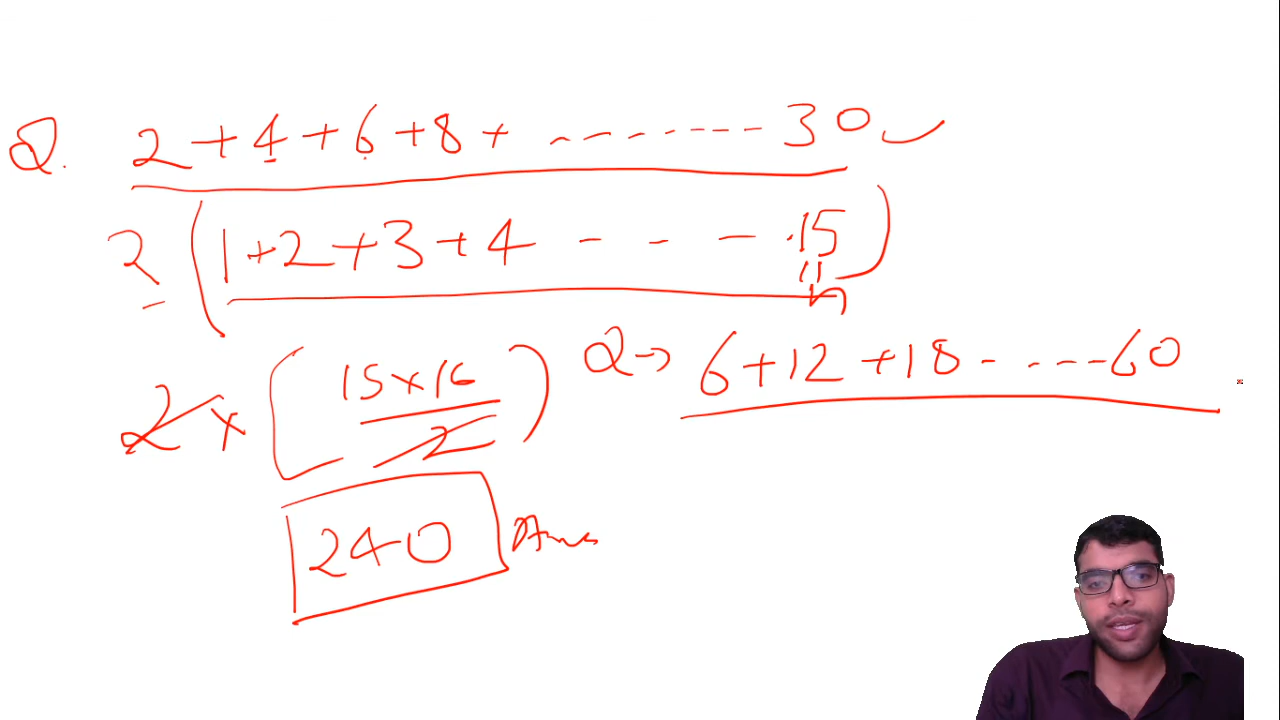 Q. 2 + 4 + 6 + 8 + ........ 30
2 (1 + 2 + 3 + 4 - - - .15)
n
2 x (15 x 16 / 2)
240 Ans
Q → 6 + 12 + 18 - ... - - 60